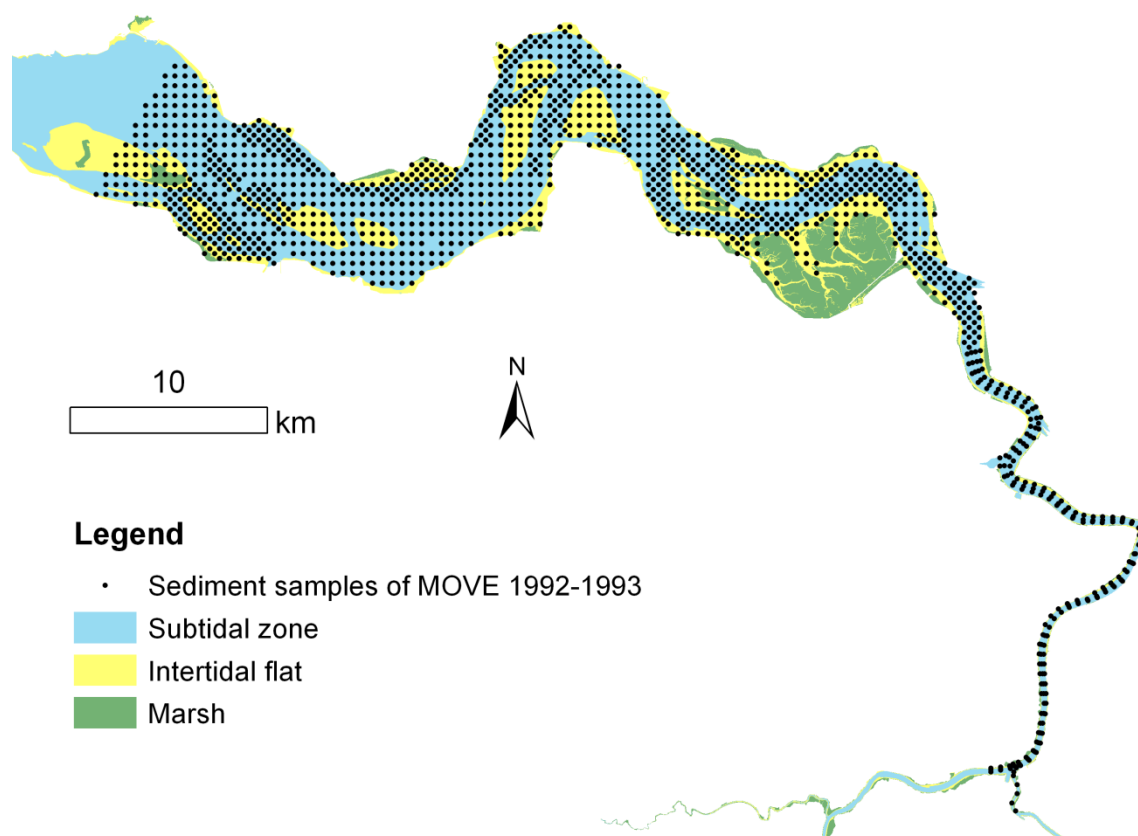 N
10
km
Legend
Sediment samples of MOVE 1992-1993
Subtidal zone
Intertidal flat
Marsh